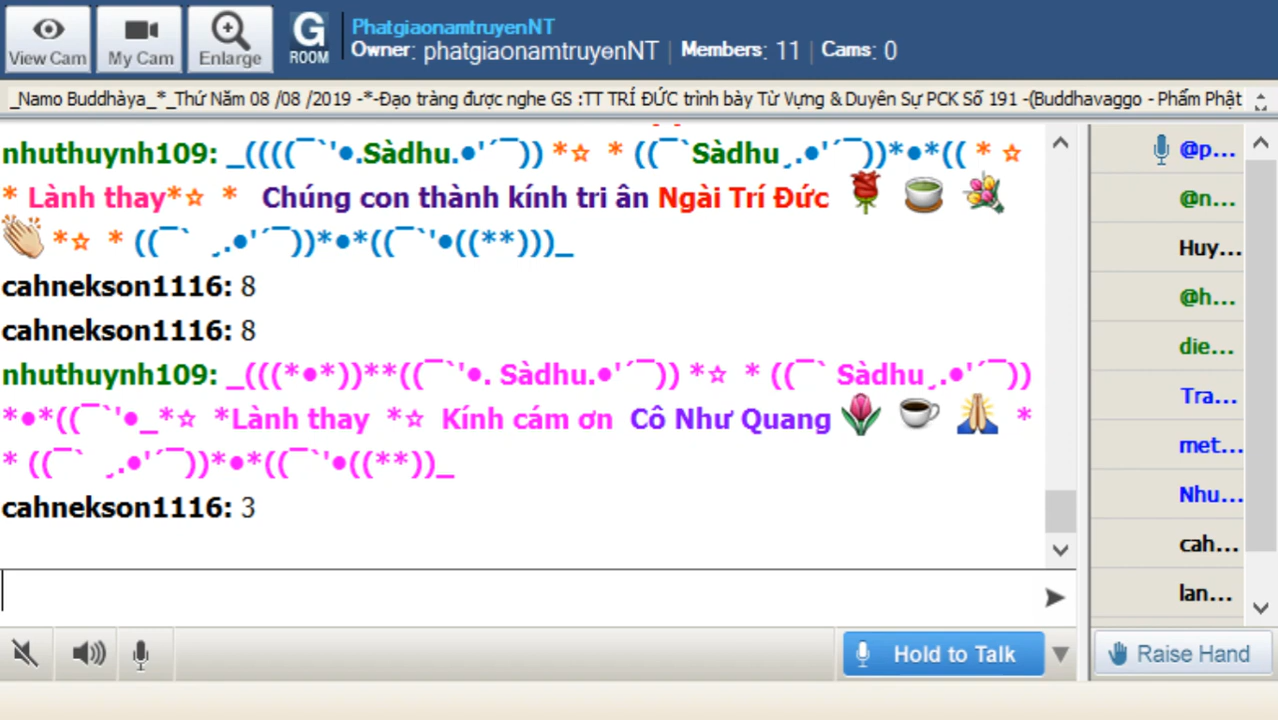 View Cam
My Cam
Enlarge
G
ROOM
PhatgiaonamtruyenNT
Owner: phatgiaonamtruyenNT | Members: 11 | Cams: 0
_Namo Buddhàya_*_Thứ Năm 08 /08 /2019 -*-Đạo tràng được nghe GS :TT TRÍ ĐỨC trình bày Từ Vựng & Duyên Sự PCK Số 191 -(Buddhavaggo - Phẩm Phật
nhuthuynh109: _((((¯`'●.Sàdhu.●'´¯)) *☆ * ((¯`Sàdhu¸.●'´¯))*●*(( * ☆
* Lành thay*☆ * Chúng con thành kính tri ân Ngài Trí Đức 🌹 🍵 💐
👏 *☆ * ((¯` ¸.●'´¯))*●*((¯`'●((**)))_
cahnekson1116: 8
cahnekson1116: 8
nhuthuynh109: _(((*●*))**((¯`'●. Sàdhu.●'´¯)) *☆ * ((¯` Sàdhu¸.●'´¯))
*●*((¯`'●_*☆ *Lành thay *☆ Kính cám ơn Cô Như Quang 🌷 ☕ 🙏 *
* ((¯` ¸.●'´¯))*●*((¯`'●((**))_
cahnekson1116: 3
@p...
@n...
Huy...
@h...
die...
Tra...
met...
Nhu...
cah...
lan...
Hold to Talk
Raise Hand